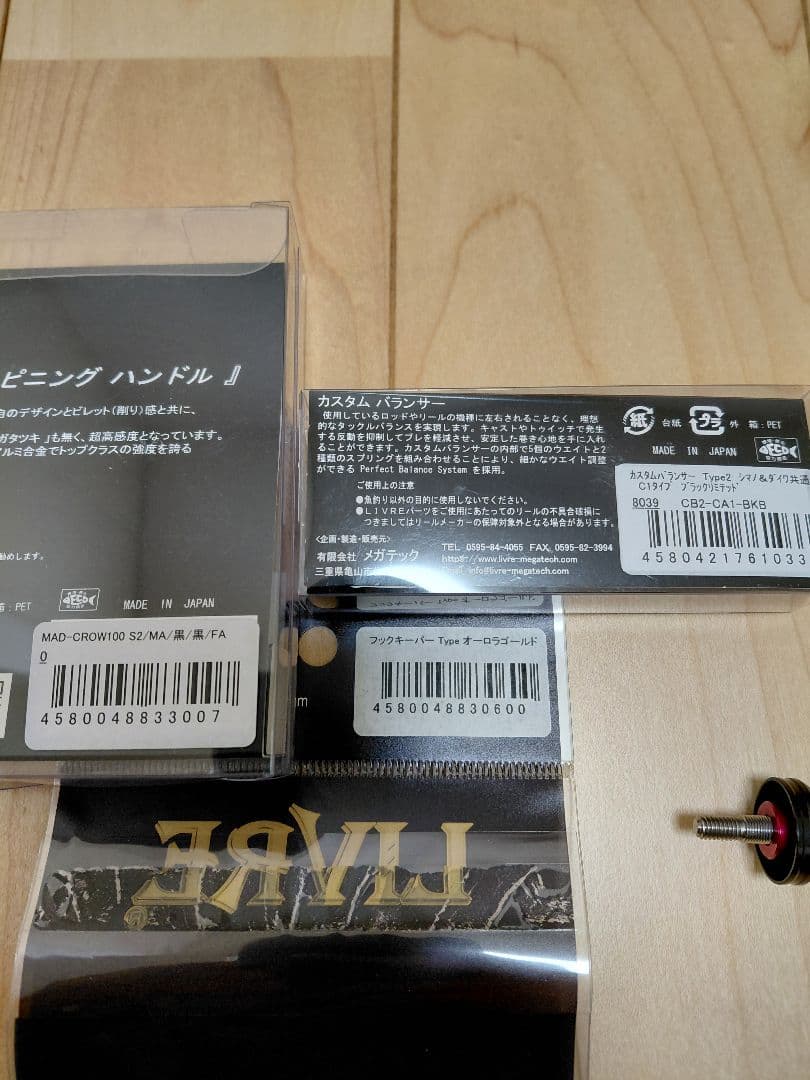 ピニング ハンドル 』
のデザインとビレット（削り）感と共に、
ガタツキ 』も無く、超高感度となっています。
ルミ合金でトップクラスの強度を誇る
勧めします。
箱：PET
MADE IN JAPAN
MAD-CROW100 S2/MA/黒/黒/FA
0
4580048833007
カスタム バランサー
使用しているロッドやリールの機種に左右されることなく、理想
的なタックルバランスを実現します。キャストやトゥイッチで発生
する反動を抑制してブレを軽減させ、安定した巻き心地を手に入れ
ることができます。カスタムバランサーの内部で5個のウエイトと2
種類のスプリングを組み合わせることにより、細かなウエイト調整
ができる Perfect Balance System を採用。
ご使用上の注意
●魚釣り以外の目的に使用しないでください。
●LIVREパーツをご使用にあたってのリールの不具合破損に
つきましてはリールメーカーの保障対象外となる場合があります。
<企画・製造・販売元>
有限会社 メガテック
三重県亀山市
TEL 0595-84-4055 FAX 0595-82-3994
https://www.livre-megatech.com
info@livre-megatech.com
紙 台紙 プラ 外 箱：PET
MADE IN JAPAN
カスタムバランサー Type2 シマノ＆ダイワ共通
C1タイプ ブラックリミテッド
8039 CB2-CA1-BKB
4580421761033
フックキーパー Type オーロラゴールド
4580048830600
mm
LIVRE
®